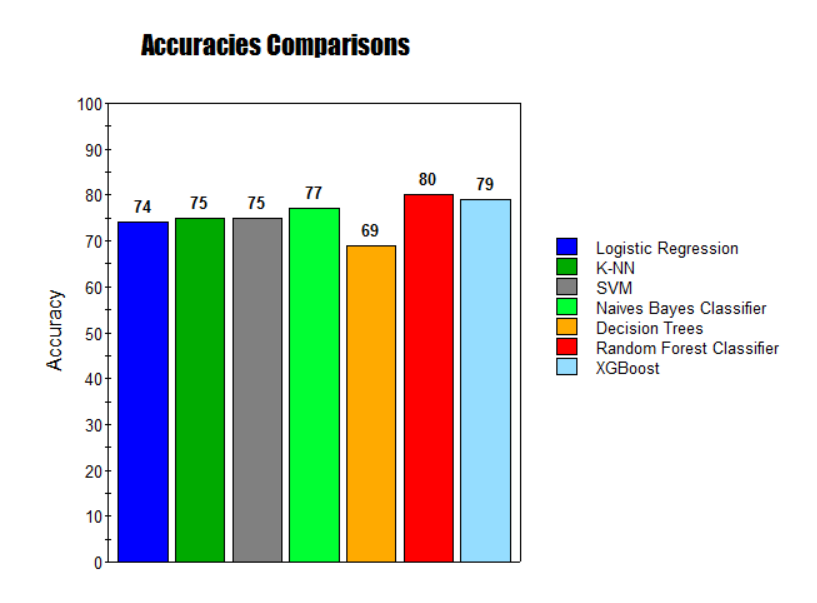 Accuracies Comparisons
100
90
80
70
60
50
40
30
20
10
0
Accuracy
74
75
75
77
69
80
79
Logistic Regression
K-NN
SVM
Naives Bayes Classifier
Decision Trees
Random Forest Classifier
XGBoost